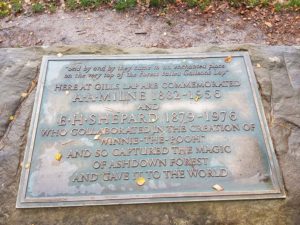 "and by and by they came to an enchanted place
on the very top of the Forest called Galleons Lap"
HERE AT GILLS LAP ARE COMMEMORATED
A·A·MILNE 1882-1956
AND
E·H·SHEPARD 1879-1976
WHO COLLABORATED IN THE CREATION OF
"WINNIE-THE-POOH"
AND SO CAPTURED THE MAGIC
OF ASHDOWN FOREST
AND GAVE IT TO THE WORLD